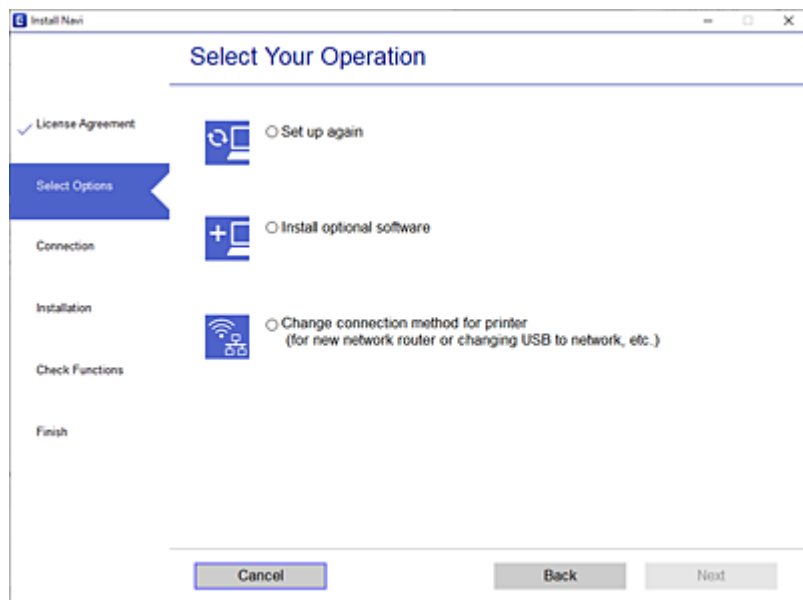 Install Navi
Select Your Operation
License Agreement
Select Options
Connection
Installation
Check Functions
Finish
Set up again
Install optional software
Change connection method for printer
(for new network router or changing USB to network, etc.)
Cancel
Back
Next